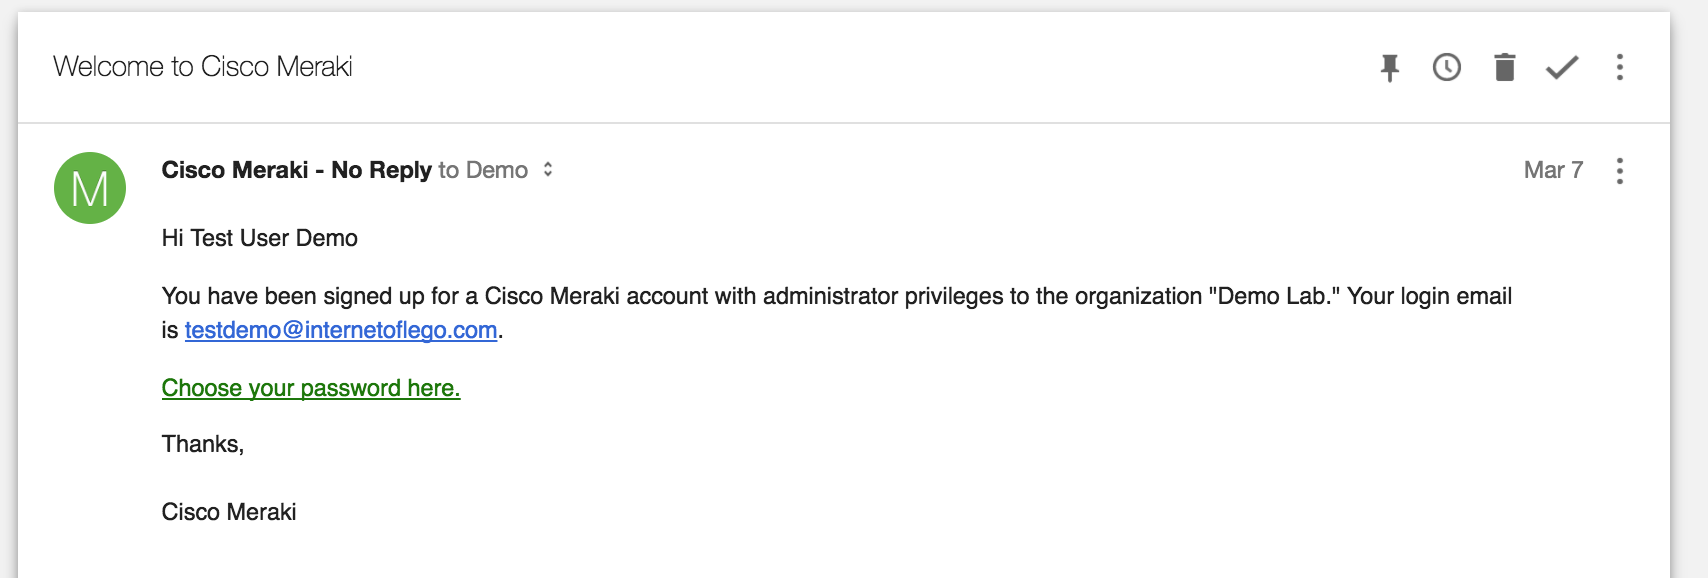 Welcome to Cisco Meraki
M
Cisco Meraki - No Reply to Demo
Mar 7
Hi Test User Demo
You have been signed up for a Cisco Meraki account with administrator privileges to the organization "Demo Lab." Your login email
is testdemo@internetoflego.com.
Choose your password here.
Thanks,
Cisco Meraki